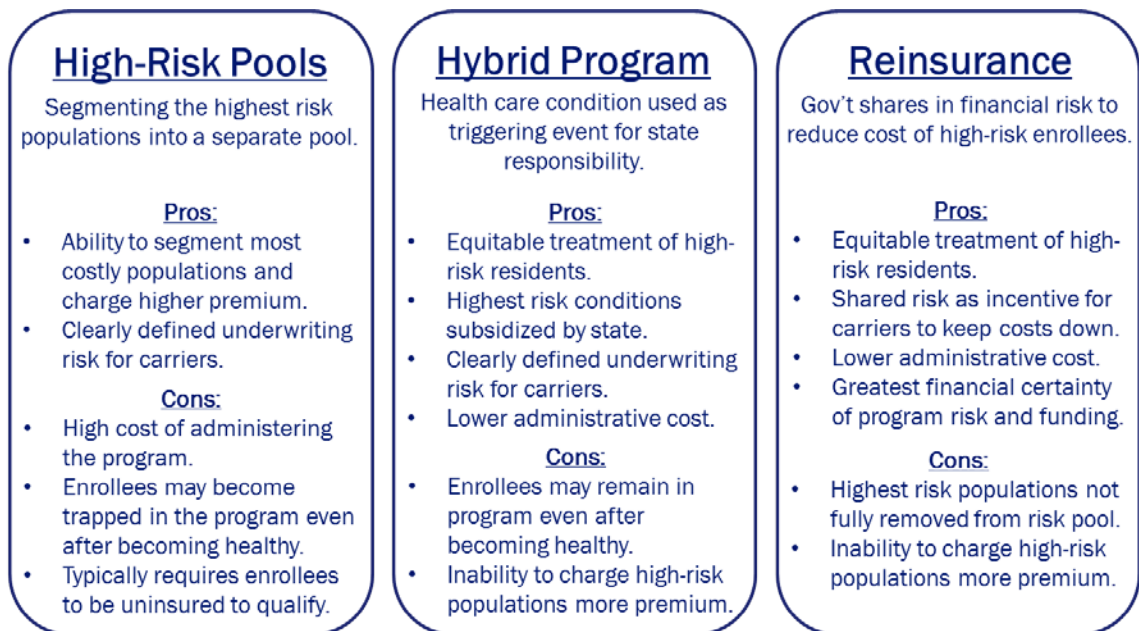 High-Risk Pools
Segmenting the highest risk
populations into a separate pool.
Pros:
• Ability to segment most
costly populations and
charge higher premium.
• Clearly defined underwriting
risk for carriers.
Cons:
• High cost of administering
the program.
• Enrollees may become
trapped in the program even
after becoming healthy.
• Typically requires enrollees
to be uninsured to qualify.
Hybrid Program
Health care condition used as
triggering event for state
responsibility.
Pros:
• Equitable treatment of high-
risk residents.
• Highest risk conditions
subsidized by state.
• Clearly defined underwriting
risk for carriers.
• Lower administrative cost.
Cons:
• Enrollees may remain in
program even after
becoming healthy.
• Inability to charge high-risk
populations more premium.
Reinsurance
Gov't shares in financial risk to
reduce cost of high-risk enrollees.
Pros:
• Equitable treatment of high-
risk residents.
• Shared risk as incentive for
carriers to keep costs down.
• Lower administrative cost.
• Greatest financial certainty
of program risk and funding.
Cons:
• Highest risk populations not
fully removed from risk pool.
• Inability to charge high-risk
populations more premium.